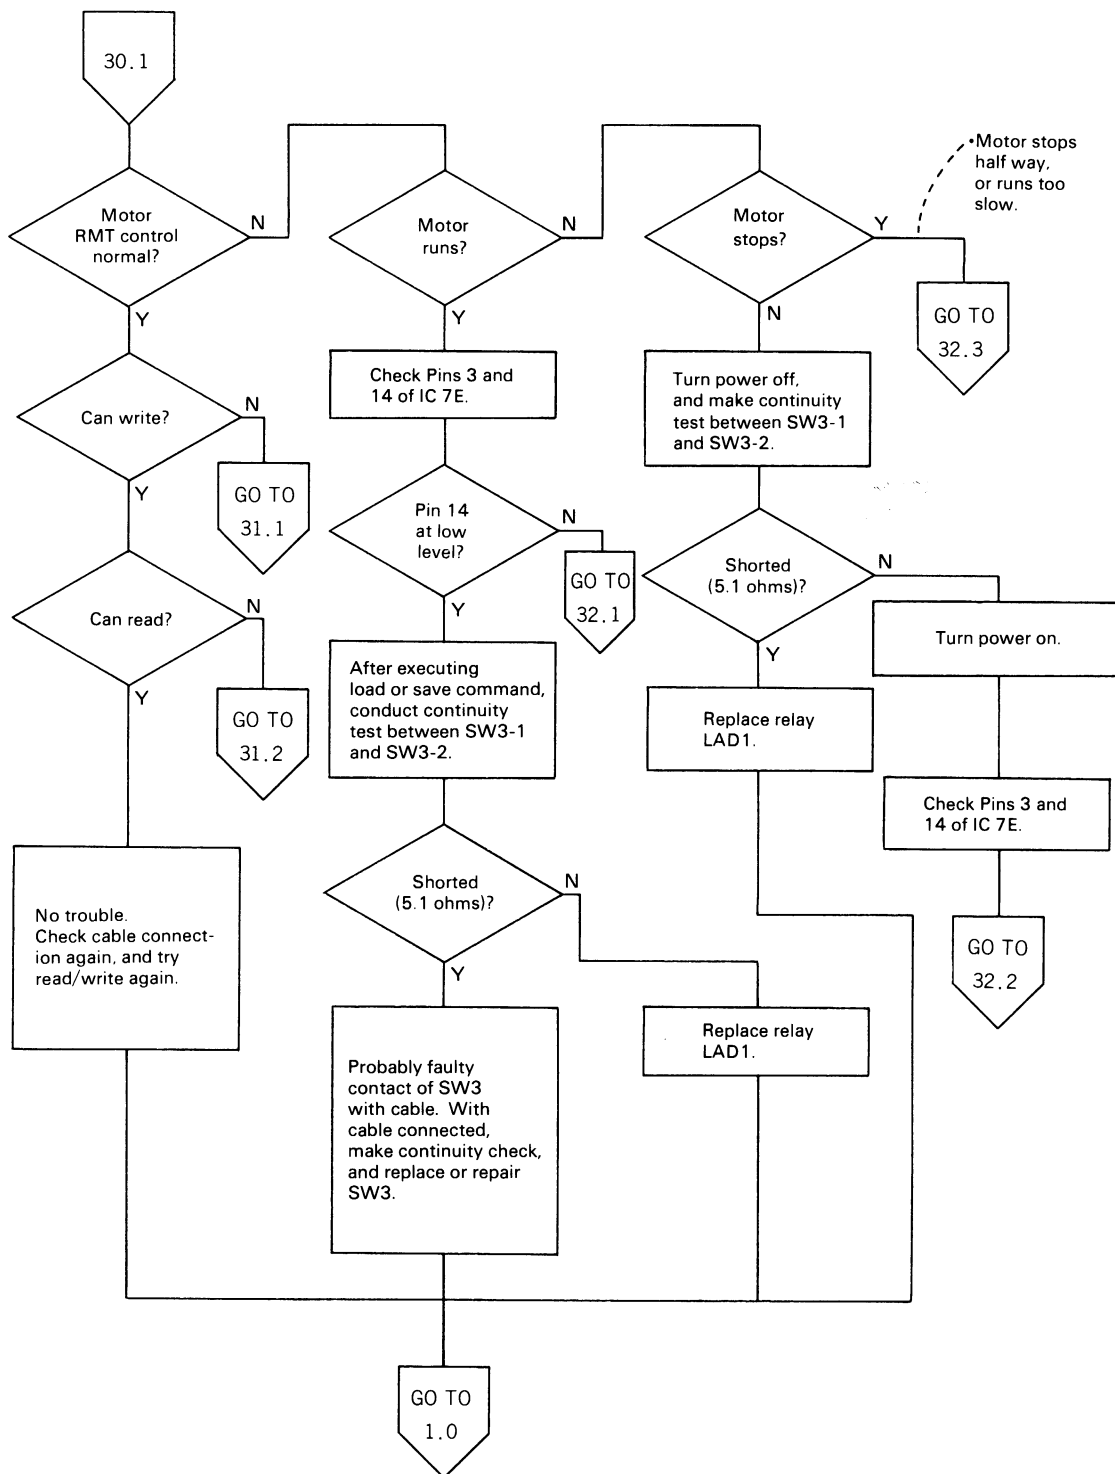 30.1
Motor
RMT control
normal?
N
Y
Can write?
N
GO TO
31.1
Y
Can read?
N
GO TO
31.2
Y
No trouble.
Check cable connect-
ion again, and try
read/write again.
Motor
runs?
N
Y
Check Pins 3 and
14 of IC 7E.
Pin 14
at low
level?
N
GO TO
32.1
Y
After executing
load or save command,
conduct continuity
test between SW3-1
and SW3-2.
Shorted
(5.1 ohms)?
N
Y
Replace relay
LAD1.
Probably faulty
contact of SW3
with cable. With
cable connected,
make continuity check,
and replace or repair
SW3.
Motor
stops?
Y
•Motor stops
half way,
or runs too
slow.
GO TO
32.3
N
Turn power off,
and make continuity
test between SW3-1
and SW3-2.
Shorted
(5.1 ohms)?
N
Y
Replace relay
LAD1.
Turn power on.
Check Pins 3 and
14 of IC 7E.
GO TO
32.2
GO TO
1.0